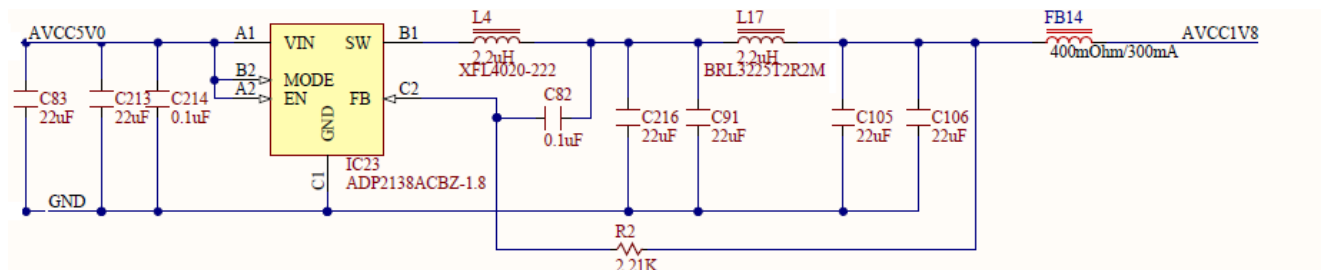 L4
L17
FB14
AVCC5V0
A1
VIN
SW
B1
AVCC1V8
2.2uH
2.2uH
400mOhm/300mA
XFL4020-222
BRL3225T2R2M
B2
MODE
A2
EN
FB
C2
C83
22uF
C213
22uF
C214
0.1uF
C82
0.1uF
C216
22uF
C91
22uF
C105
22uF
C106
22uF
GND
C1
IC23
ADP2138ACBZ-1.8
GND
R2
2.21K